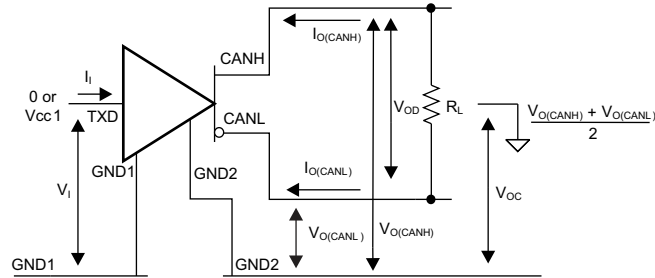 CANH
I_O(CANH)
I_I
0 or
Vcc1
TXD
CANL
V_OD
R_L
V_O(CANH) + V_O(CANL)
2
GND1
GND2
I_O(CANL)
V_I
V_OC
V_O(CANL)
V_O(CANH)
GND1
GND2